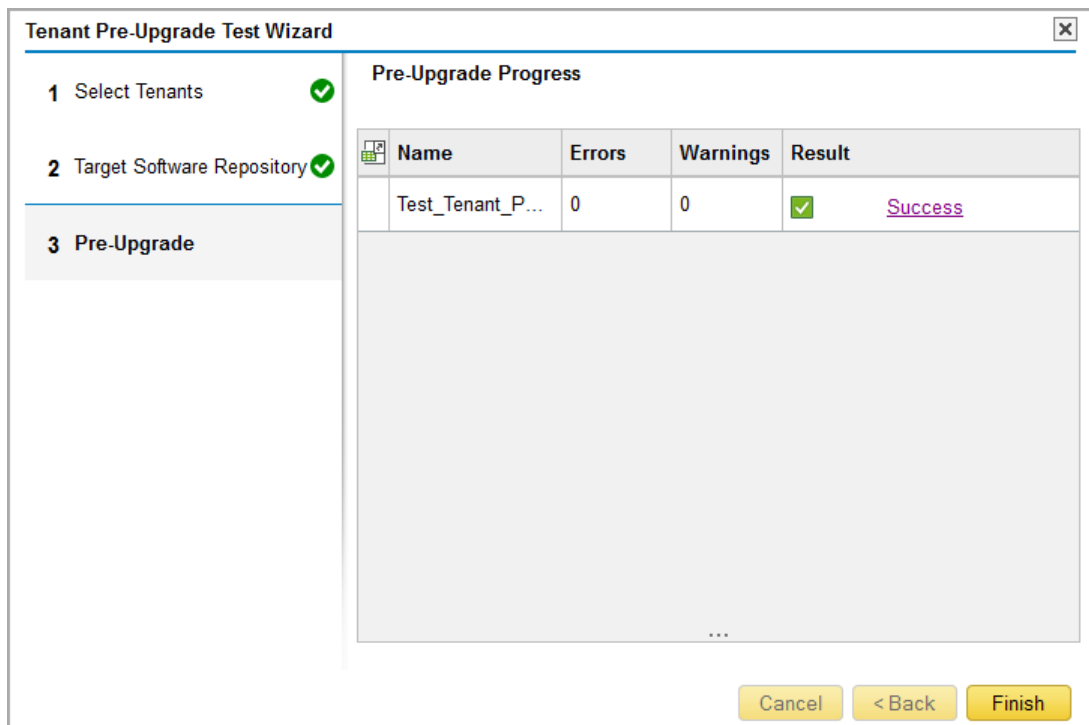 Tenant Pre-Upgrade Test Wizard
1 Select Tenants
2 Target Software Repository
3 Pre-Upgrade
Pre-Upgrade Progress
Name Errors Warnings Result
Test_Tenant_P... 0 0 Success
...
Cancel < Back Finish